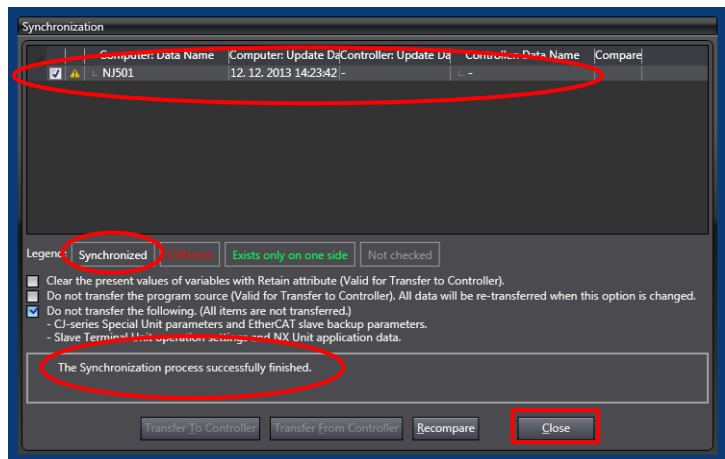 Synchronization
Computer: Data Name Computer: Update Da Controller: Update Da Controller: Data Name Compare
NJ501 12. 12. 2013 14:23:42 - -
Legend: Synchronized Different Exists only on one side Not checked
Clear the present values of variables with Retain attribute (Valid for Transfer to Controller).
Do not transfer the program source (Valid for Transfer to Controller). All data will be re-transferred when this option is changed.
Do not transfer the following. (All items are not transferred.)
- CJ-series Special Unit parameters and EtherCAT slave backup parameters.
- Slave Terminal Unit operation settings and NX Unit application data.
The Synchronization process successfully finished.
Transfer To Controller Transfer From Controller Recompare Close